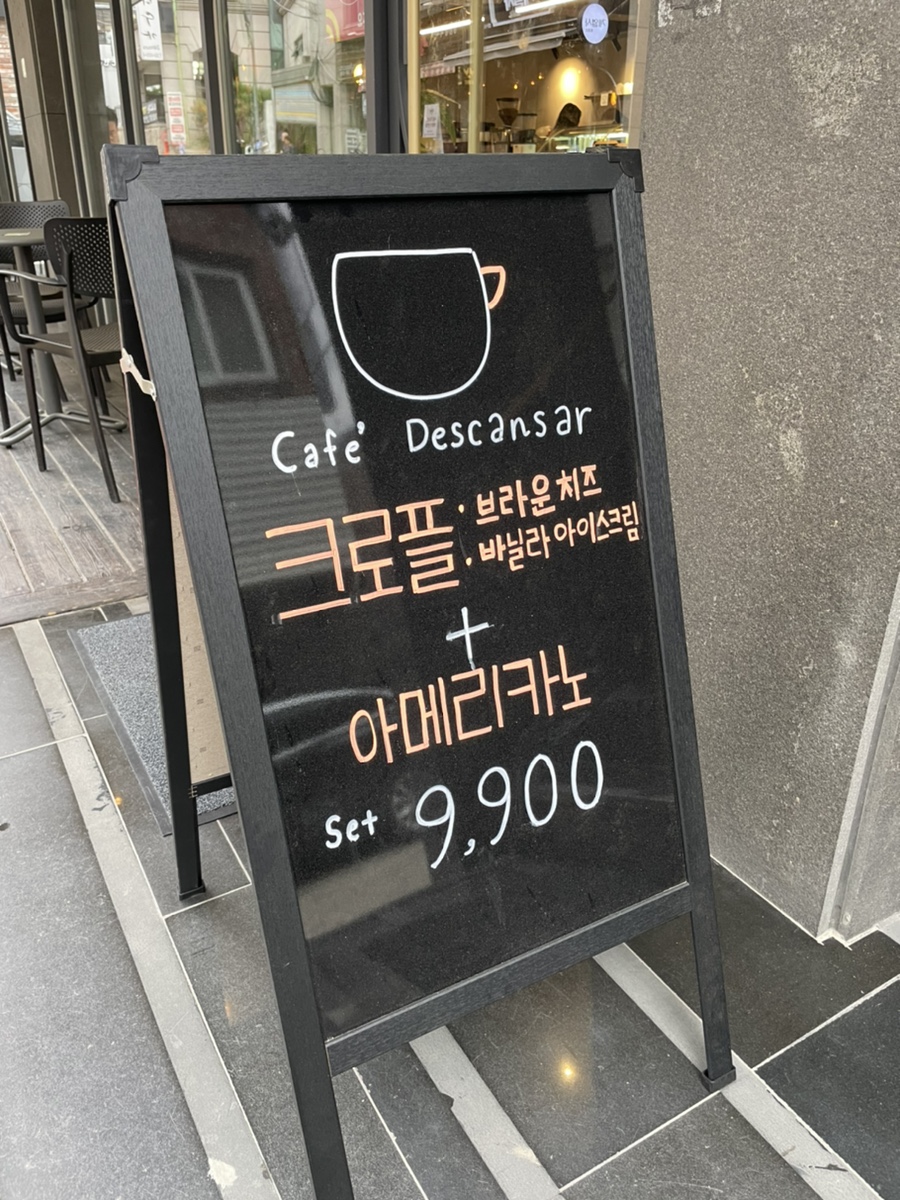 Cafe' Descansar
크로플 · 브라운치즈
· 바닐라 아이스크림
+
아메리카노
Set 9,900